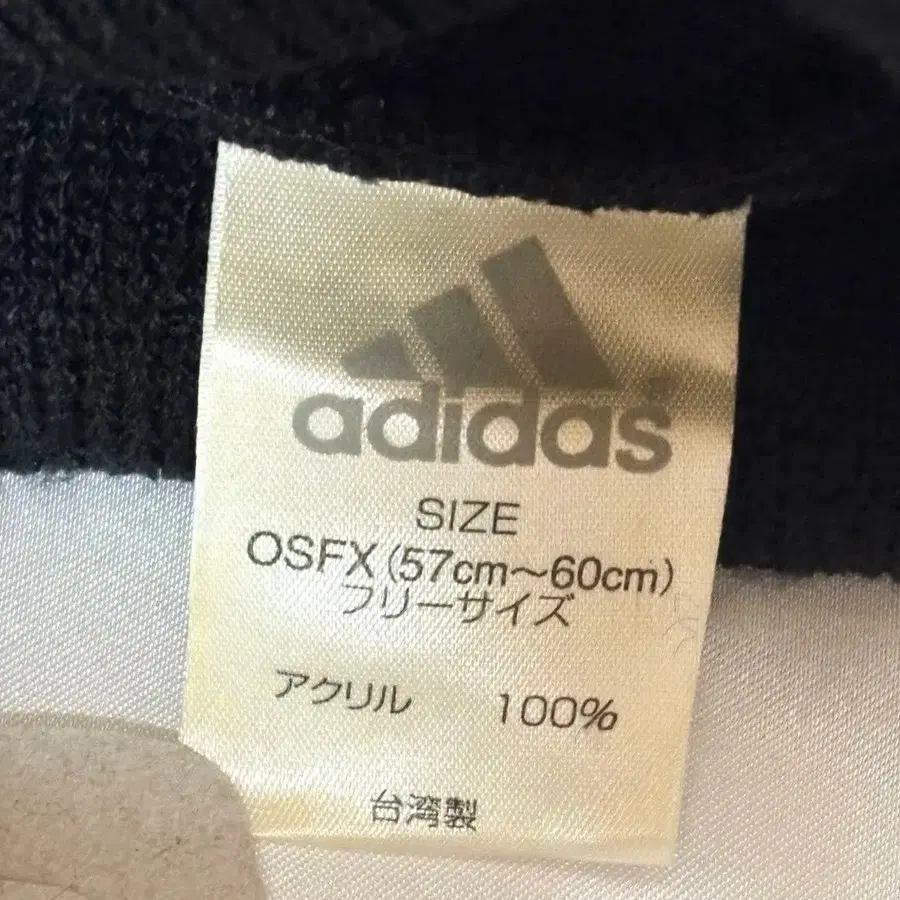 adidas
SIZE
OSFX(57cm～60cm)
フリーサイズ
アクリル 100%
台湾製